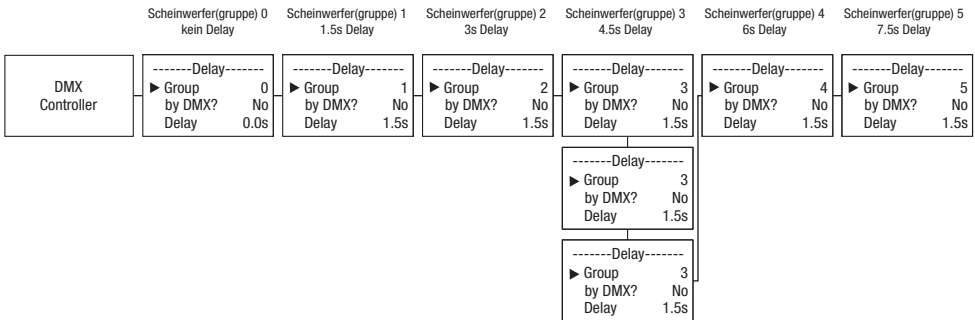 Scheinwerfer(gruppe) 0
kein Delay
Scheinwerfer(gruppe) 1
1.5s Delay
Scheinwerfer(gruppe) 2
3s Delay
Scheinwerfer(gruppe) 3
4.5s Delay
Scheinwerfer(gruppe) 4
6s Delay
Scheinwerfer(gruppe) 5
7.5s Delay
DMX
Controller
-------Delay-------
▶ Group 0
by DMX? No
Delay 0.0s
-------Delay-------
▶ Group 1
by DMX? No
Delay 1.5s
-------Delay-------
▶ Group 2
by DMX? No
Delay 1.5s
-------Delay-------
▶ Group 3
by DMX? No
Delay 1.5s
-------Delay-------
▶ Group 3
by DMX? No
Delay 1.5s
-------Delay-------
▶ Group 3
by DMX? No
Delay 1.5s
-------Delay-------
▶ Group 4
by DMX? No
Delay 1.5s
-------Delay-------
▶ Group 5
by DMX? No
Delay 1.5s